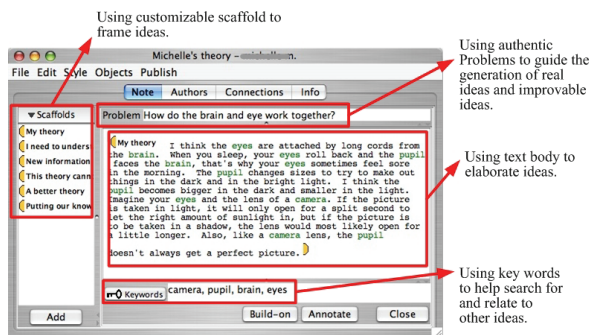 Using customizable scaffold to
frame ideas.
Michelle's theory -
File Edit Style Objects Publish
Note Authors Connections Info
Scaffolds
My theory
I need to unders
New information
This theory cann
A better theory
Putting our know
Add
Problem How do the brain and eye work together?
My theory I think the eyes are attached by long cords from
the brain. When you sleep, your eyes roll back and the pupil
faces the brain, that's why your eyes sometimes feel sore
in the morning. The pupil changes sizes to try to make out
things in the dark and in the bright light. I think the
pupil becomes bigger in the dark and smaller in the light.
Imagine your eyes and the lens of a camera. If the picture
is taken in light, it will only open for a split second to
let the right amount of sunlight in, but if the picture is
to be taken in a shadow, the lens would most likely open for
a little longer. Also, like a camera lens, the pupil
doesn't always get a perfect picture.
Keywords camera, pupil, brain, eyes
Build-on Annotate Close
Using authentic
Problems to guide the
generation of real
ideas and improvable
ideas.
Using text body to
elaborate ideas.
Using key words
to help search for
and relate to
other ideas.